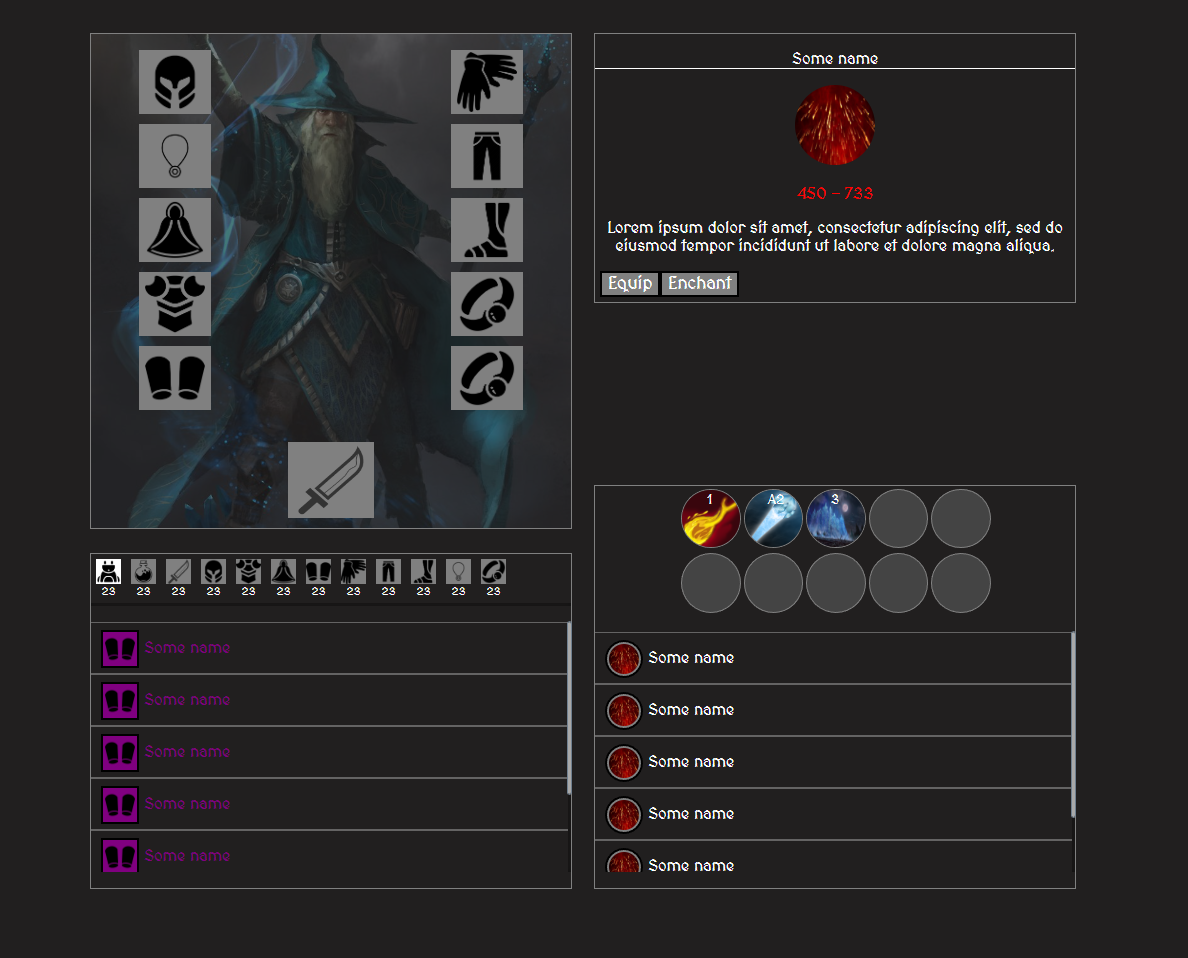 Some name
450 - 733
Lorem ipsum dolor sit amet, consectetur adipiscing elit, sed do
eiusmod tempor incididunt ut labore et dolore magna aliqua.
Equip Enchant
1 A2 3
23 23 23 23 23 23 23 23 23 23 23 23
Some name
Some name
Some name
Some name
Some name
Some name
Some name
Some name
Some name
Some name